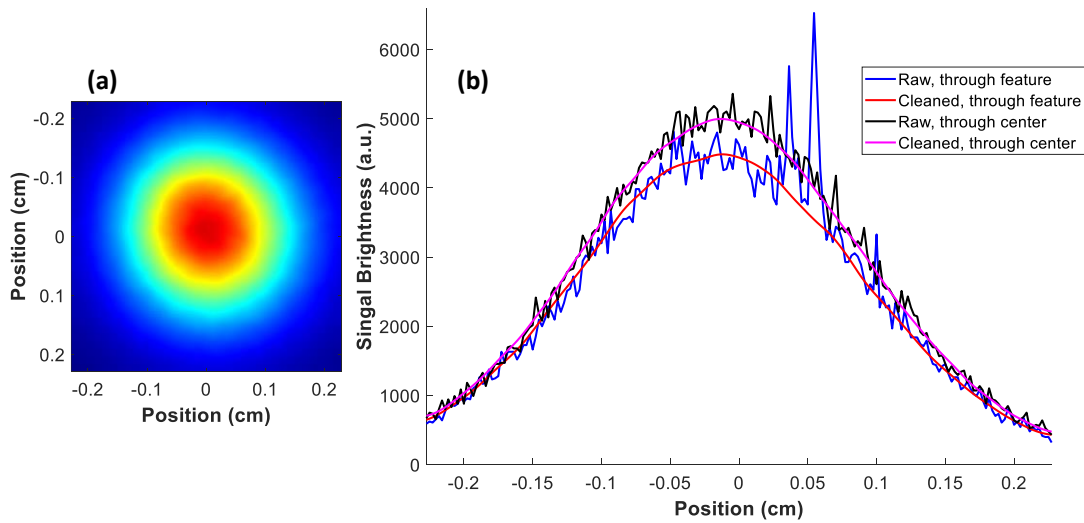 (a)
-0.2
-0.1
0
0.1
0.2
Position (cm)
-0.2 -0.1 0 0.1 0.2
Position (cm)
(b)
6000
5000
4000
3000
2000
1000
0
Singal Brightness (a.u.)
-0.2 -0.15 -0.1 -0.05 0 0.05 0.1 0.15 0.2
Position (cm)
Raw, through feature
Cleaned, through feature
Raw, through center
Cleaned, through center